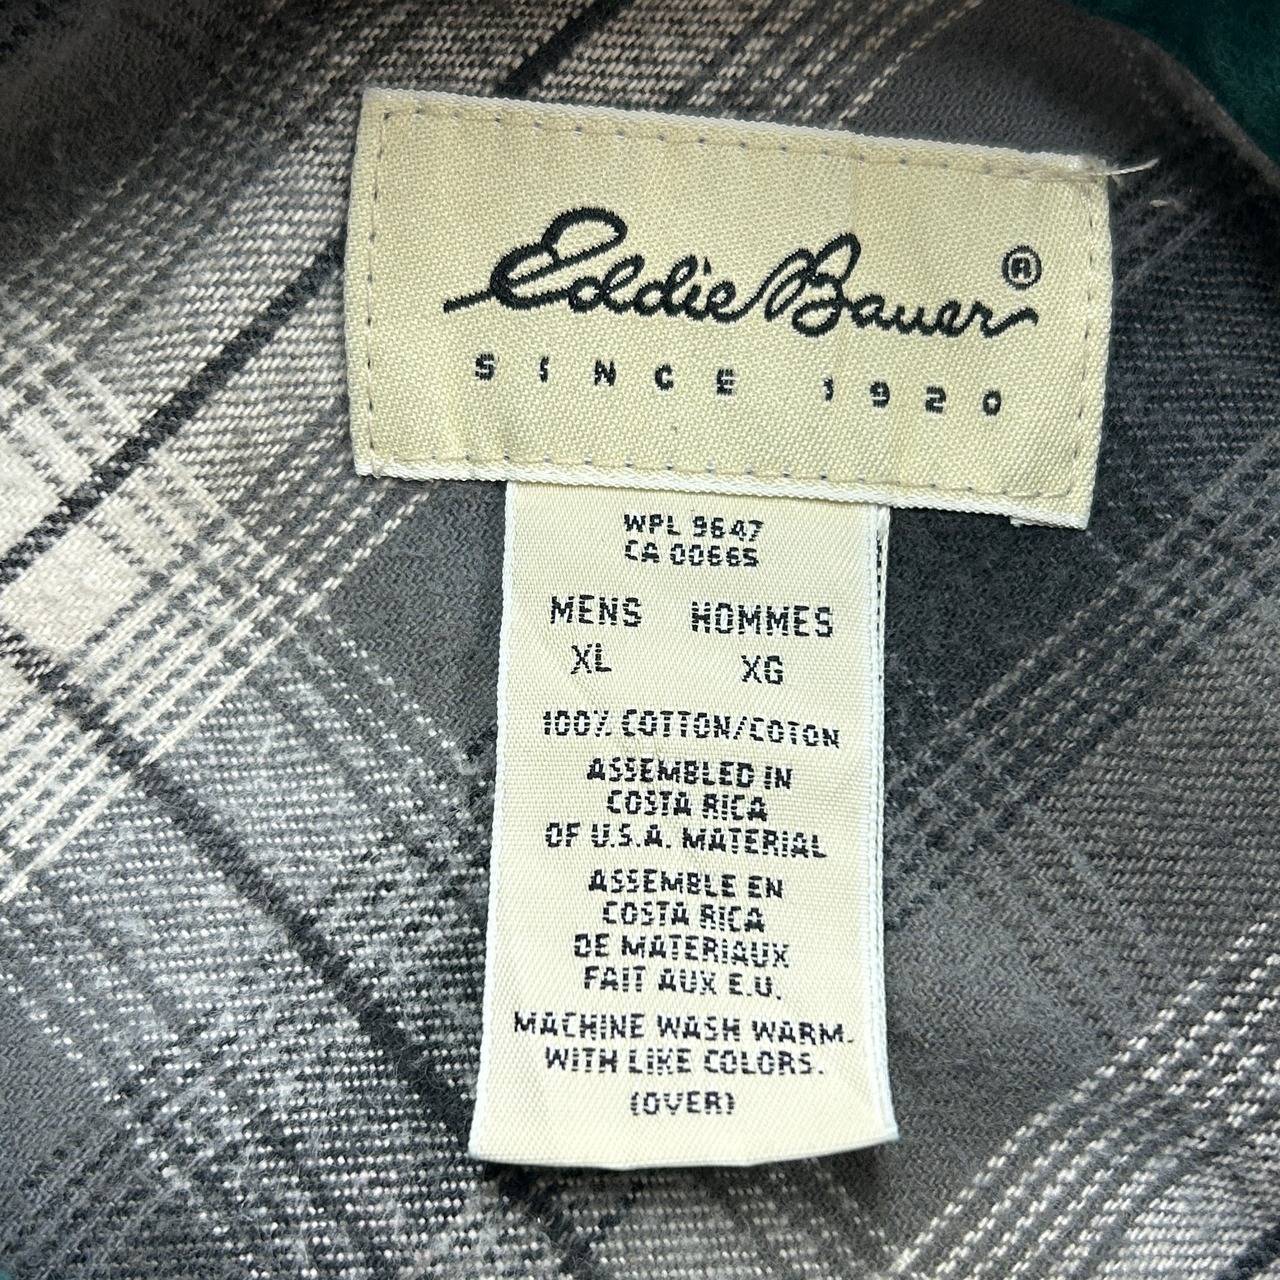 Eddie Bauer®
SINCE 1920
WPL 9647
CA 00665
MENS HOMMES
XL XG
100% COTTON/COTON
ASSEMBLED IN
COSTA RICA
OF U.S.A. MATERIAL
ASSEMBLE EN
COSTA RICA
DE MATERIAUX
FAIT AUX E.U.
MACHINE WASH WARM.
WITH LIKE COLORS.
(OVER)